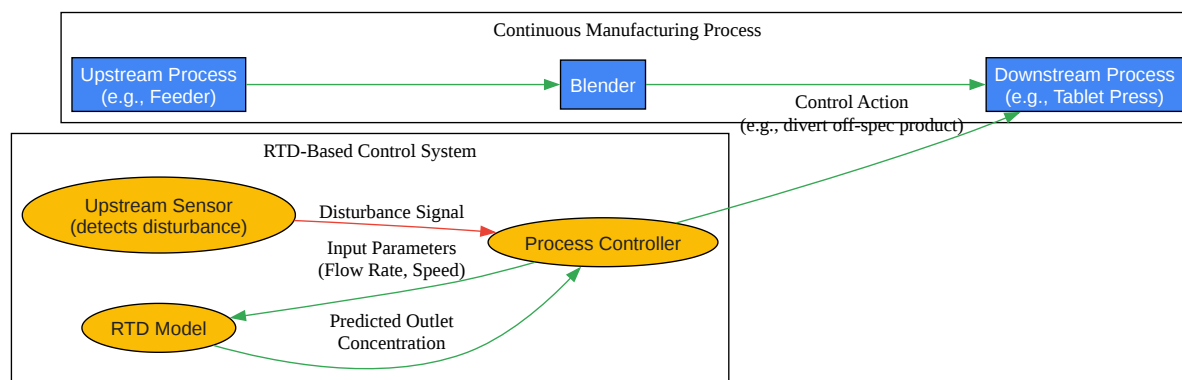 Continuous Manufacturing Process
Upstream Process
(e.g., Feeder)
Blender
Downstream Process
(e.g., Tablet Press)
Control Action
(e.g., divert off-spec product)
RTD-Based Control System
Upstream Sensor
(detects disturbance)
Disturbance Signal
Process Controller
Input Parameters
(Flow Rate, Speed)
RTD Model
Predicted Outlet
Concentration